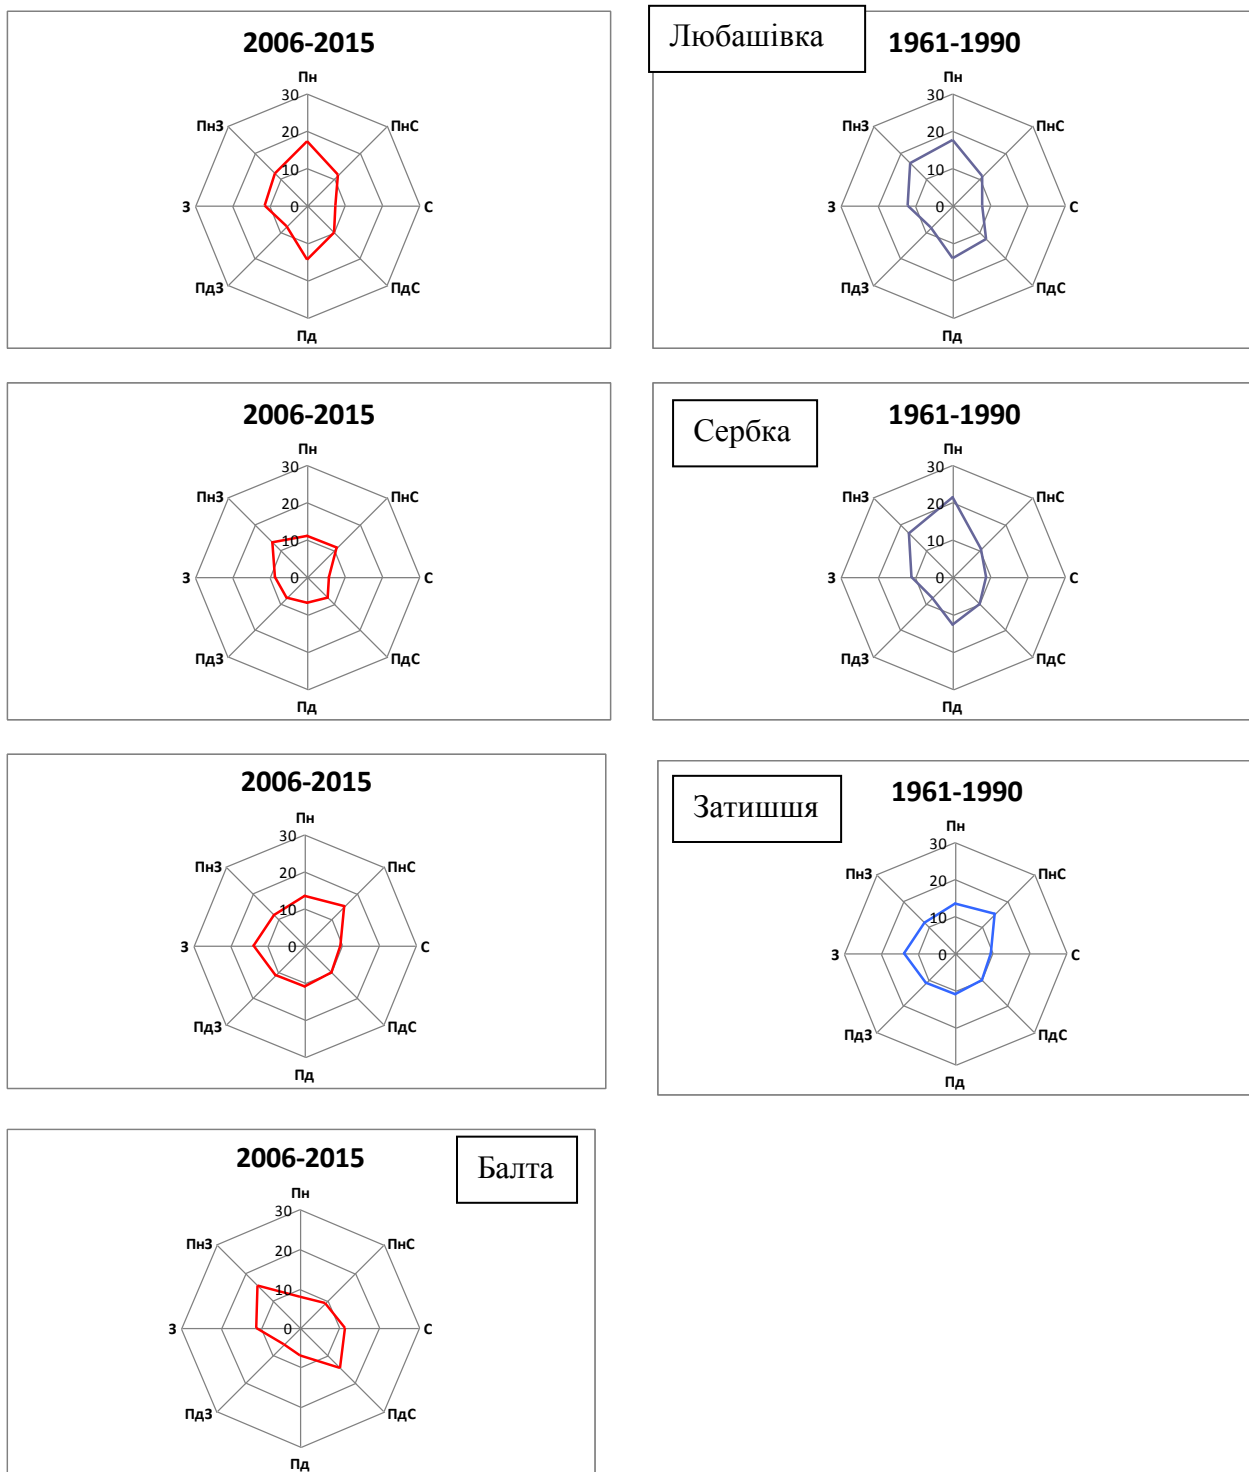 2006-2015
Пн
ПнС
С
ПдС
Пд
ПдЗ
З
ПнЗ
30
20
10
0
Любашівка
1961-1990
Пн
ПнС
С
ПдС
Пд
ПдЗ
З
ПнЗ
30
20
10
0
2006-2015
Пн
ПнС
С
ПдС
Пд
ПдЗ
З
ПнЗ
30
20
10
0
Сербка
1961-1990
Пн
ПнС
С
ПдС
Пд
ПдЗ
З
ПнЗ
30
20
10
0
2006-2015
Пн
ПнС
С
ПдС
Пд
ПдЗ
З
ПнЗ
30
20
10
0
Затишшя
1961-1990
Пн
ПнС
С
ПдС
Пд
ПдЗ
З
ПнЗ
30
20
10
0
2006-2015
Балта
Пн
ПнС
С
ПдС
Пд
ПдЗ
З
ПнЗ
30
20
10
0